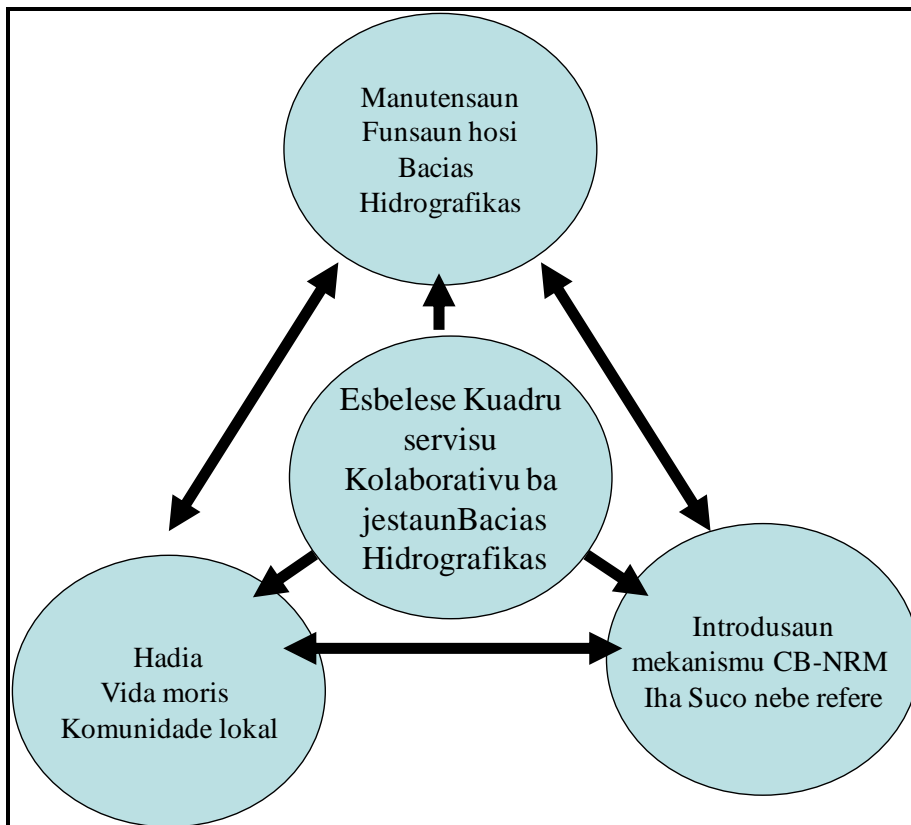 Manutensaun
Funsaun hosi
Bacias
Hidrografikas
Esbelese Kuadru
servisu
Kolaborativu ba
jestaunBacias
Hidrografikas
Hadia
Vida moris
Komunidade lokal
Introdusaun
mekanismu CB-NRM
Iha Suco nebe refere